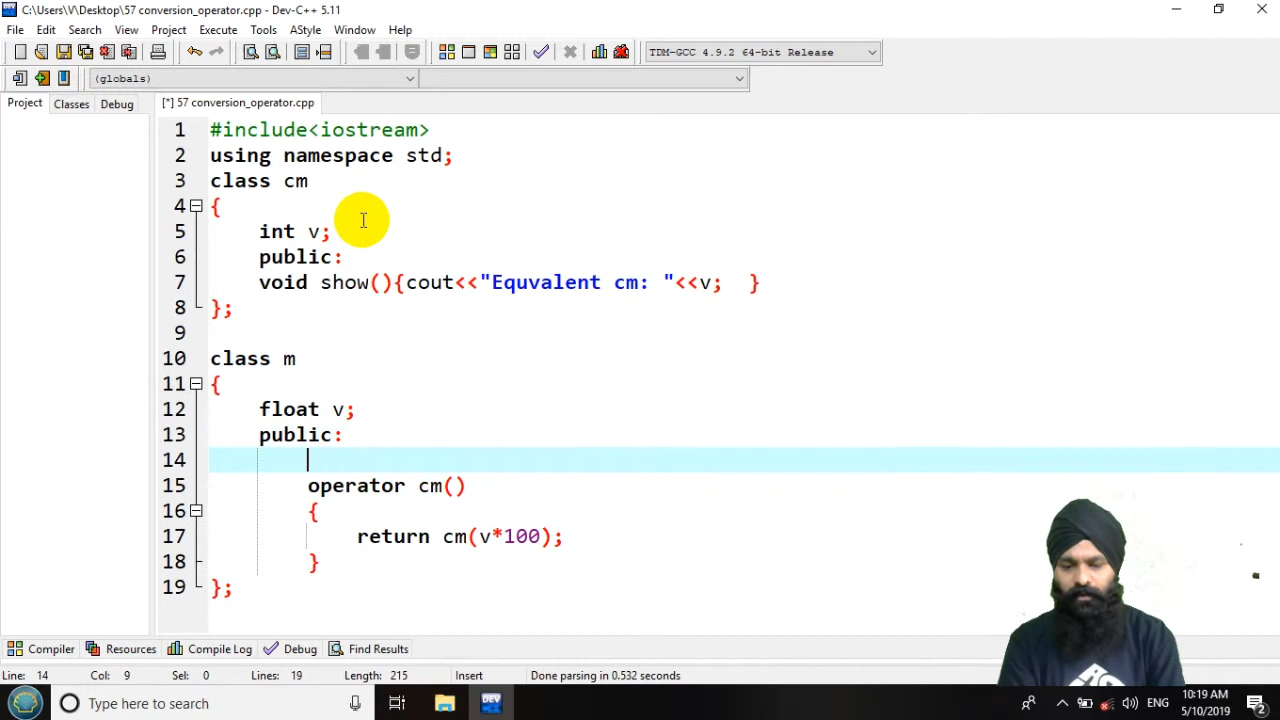 C:\Users\V\Desktop\57 conversion_operator.cpp - Dev-C++ 5.11
File Edit Search View Project Execute Tools AStyle Window Help
TDM-GCC 4.9.2 64-bit Release
(globals)
Project Classes Debug [*] 57 conversion_operator.cpp
1 #include<iostream>
2 using namespace std;
3 class cm
4 {
5 int v;
6 public:
7 void show(){cout<<"Equvalent cm: "<<v; }
8 };
9
10 class m
11 {
12 float v;
13 public:
14
15 operator cm()
16 {
17 return cm(v*100);
18 }
19 };
Compiler Resources Compile Log Debug Find Results
Line: 14 Col: 9 Sel: 0 Lines: 19 Length: 215 Insert Done parsing in 0.532 seconds
Type here to search DEV ENG 10:19 AM
5/10/2019 2